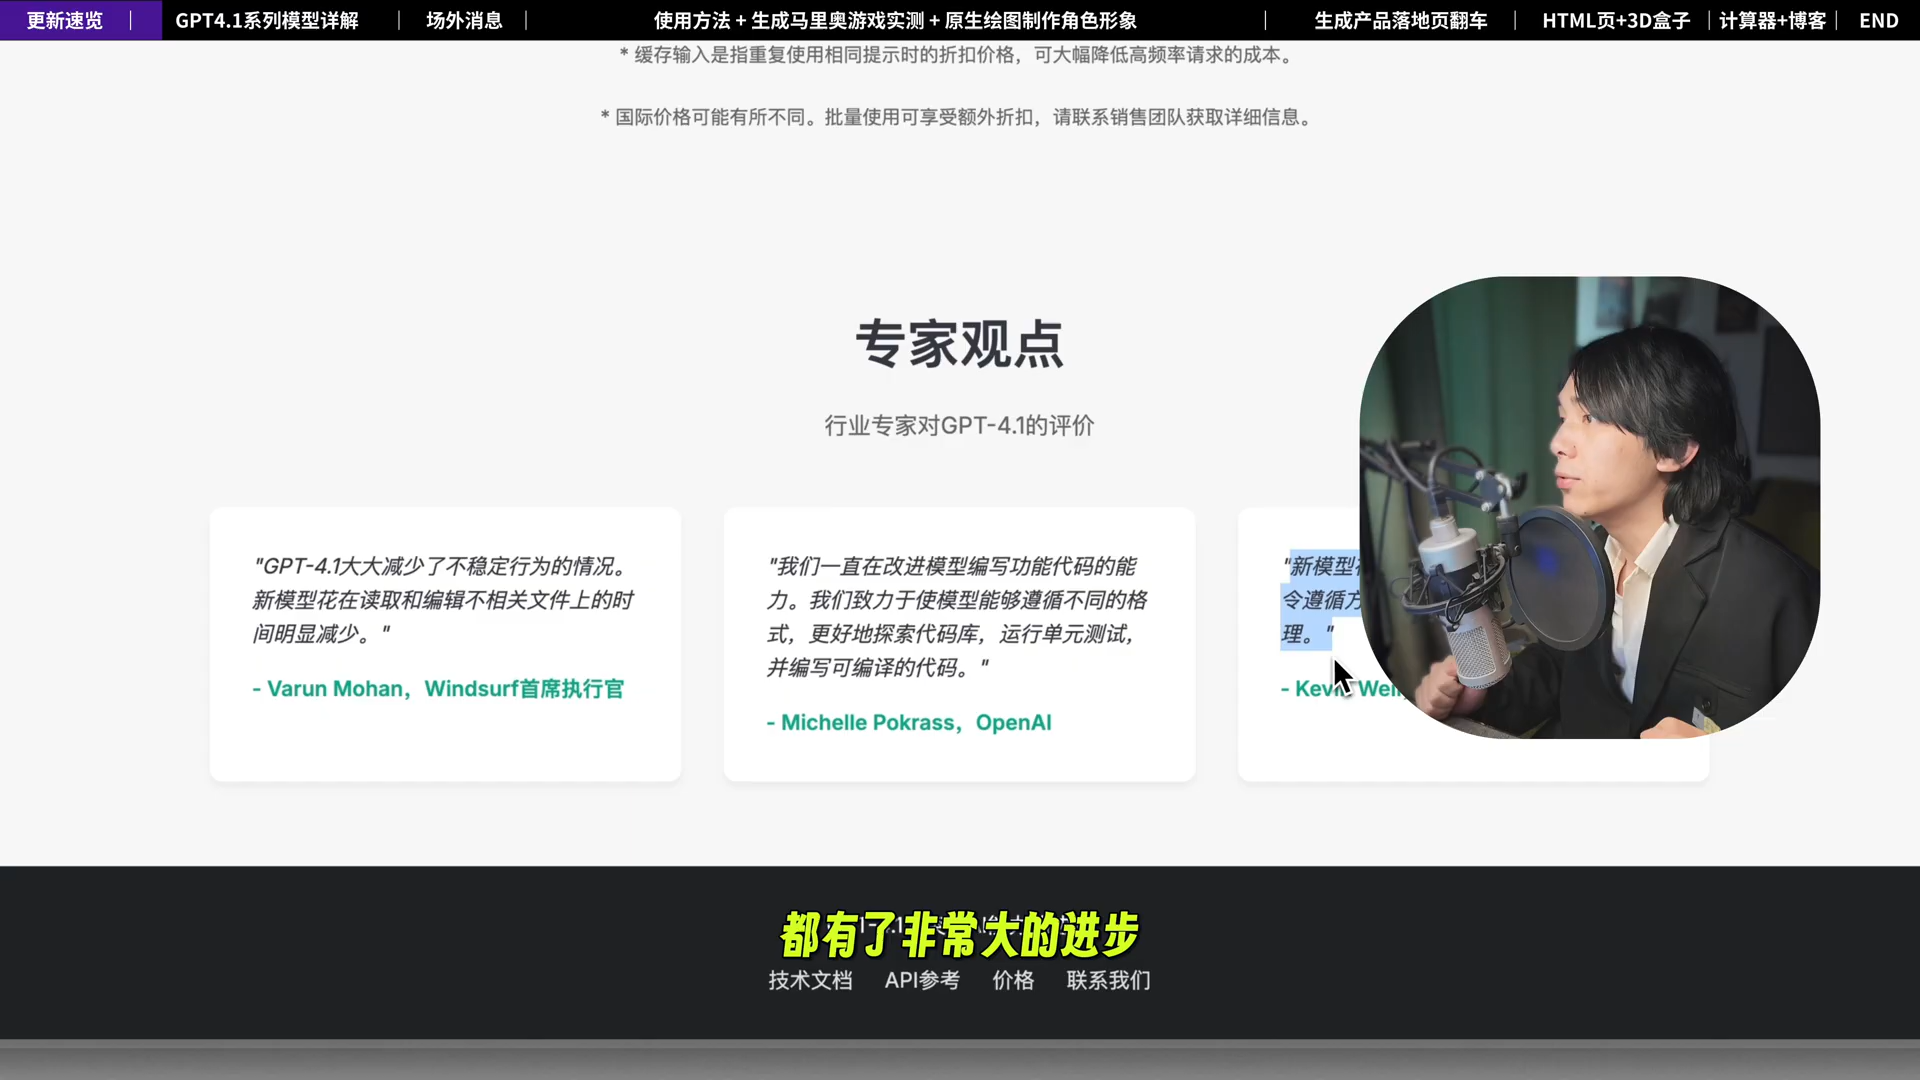 更新速览 | GPT4.1系列模型详解 | 场外消息 | 使用方法 + 生成马里奥游戏实测 + 原生绘图制作角色形象 | 生成产品落地页翻车 | HTML页+3D盒子 | 计算器+博客 | END
* 缓存输入是指重复使用相同提示时的折扣价格，可大幅降低高频率请求的成本。
* 国际价格可能有所不同。批量使用可享受额外折扣，请联系销售团队获取详细信息。
专家观点
行业专家对GPT-4.1的评价
"GPT-4.1大大减少了不稳定行为的情况。
新模型花在读取和编辑不相关文件上的时
间明显减少。"
- Varun Mohan，Windsurf首席执行官
"我们一直在改进模型编写功能代码的能
力。我们致力于使模型能够遵循不同的格
式，更好地探索代码库，运行单元测试，
并编写可编译的代码。"
- Michelle Pokrass，OpenAI
"新模型
令遵循方
理。"
- Kevin Weil
都有了非常大的进步
技术文档 API参考 价格 联系我们